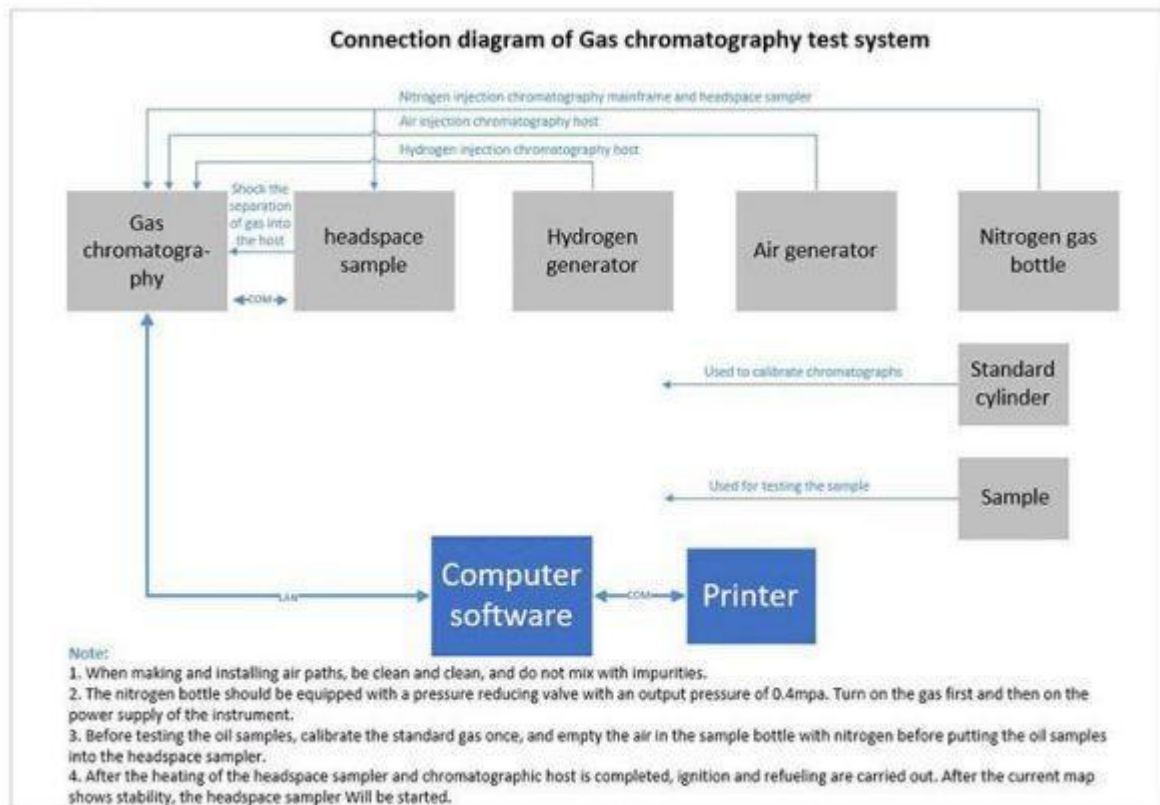 Connection diagram of Gas chromatography test system
Nitrogen injection chromatography mainframe and headspace sampler
Air injection chromatography host
Hydrogen injection chromatography host
Shock the
separation
of gas into
the host
Gas
chromatogra-
phy
headspace
sample
Hydrogen
generator
Air generator
Nitrogen gas
bottle
COM
Used to calibrate chromatographs
Standard
cylinder
Used for testing the sample
Sample
Computer
software
Printer
LAN
COM
Note:
1. When making and installing air paths, be clean and clean, and do not mix with impurities.
2. The nitrogen bottle should be equipped with a pressure reducing valve with an output pressure of 0.4mpa. Turn on the gas first and then on the
power supply of the instrument.
3. Before testing the oil samples, calibrate the standard gas once, and empty the air in the sample bottle with nitrogen before putting the oil samples
into the headspace sampler.
4. After the heating of the headspace sampler and chromatographic host is completed, ignition and refueling are carried out. After the current map
shows stability, the headspace sampler Will be started.